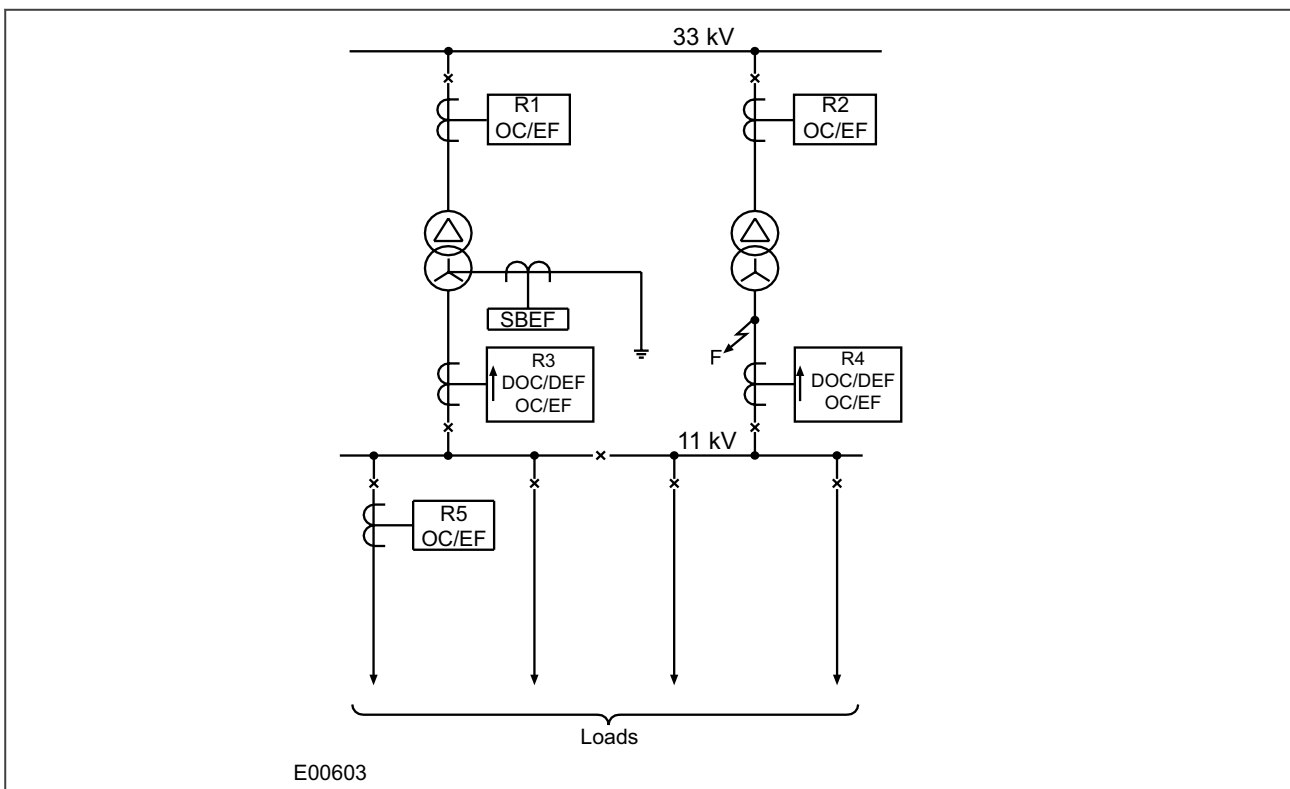 33 kV
R1
OC/EF
R2
OC/EF
SBEF
F
R3
DOC/DEF
OC/EF
R4
DOC/DEF
OC/EF
11 kV
R5
OC/EF
Loads
E00603